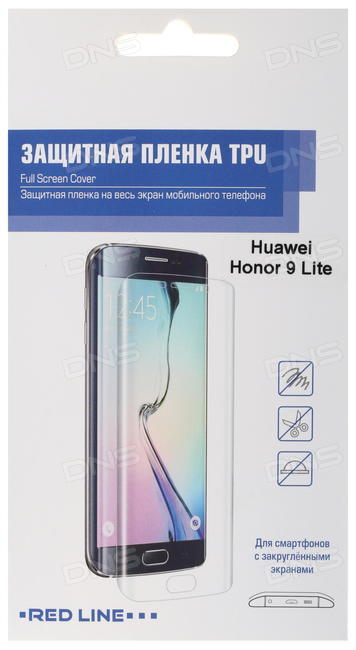 DNS
ЗАЩИТНАЯ ПЛЕНКА TPU
Full Screen Cover
Защитная пленка на весь экран мобильного телефона
Huawei
Honor 9 Lite
12:45
Для смартфонов
с закруглёнными
экранами
RED LINE